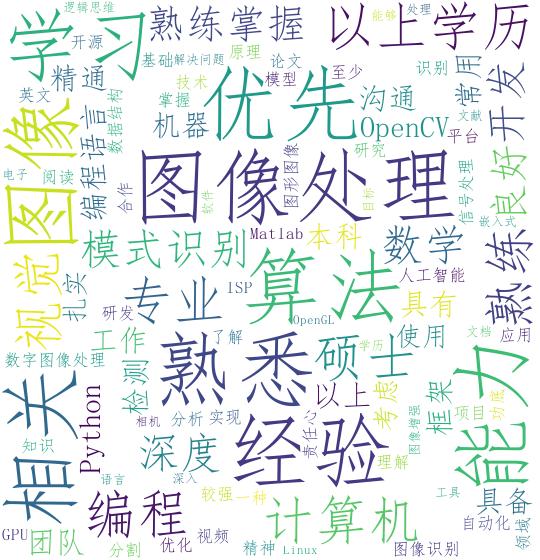 逻辑思维
能够
处理
学习
熟练掌握
以上学历
开源
基础
解决问题
原理
论文
精通
技术
模型
至少
识别
常用
开发
英文
数据结构
掌握
优先
沟通
图像
编程语言
机器
OpenCV
平台
文献
图像处理
图形图像
研究
良好
电子
阅读
合作
软件
目标
信号处理
嵌入式
模式识别
Matlab
本科
数学
视觉
扎实
算法
人工智能
熟练
专业
ISP
具有
研发
OpenGL
应用
工作
了解
硕士
使用
数字图像处理
检测
熟悉
学历
文档
相关
Python
以上
考虑
框架
能力
相机
分析
实现
责任心
经验
图像增强
项目
功底
知识
深度
理解
语言
深入
编程
较强
一种
计算机
工具
具备
GPU
团队
分割
优化
视频
精神
Linux
图像识别
自动化
领域